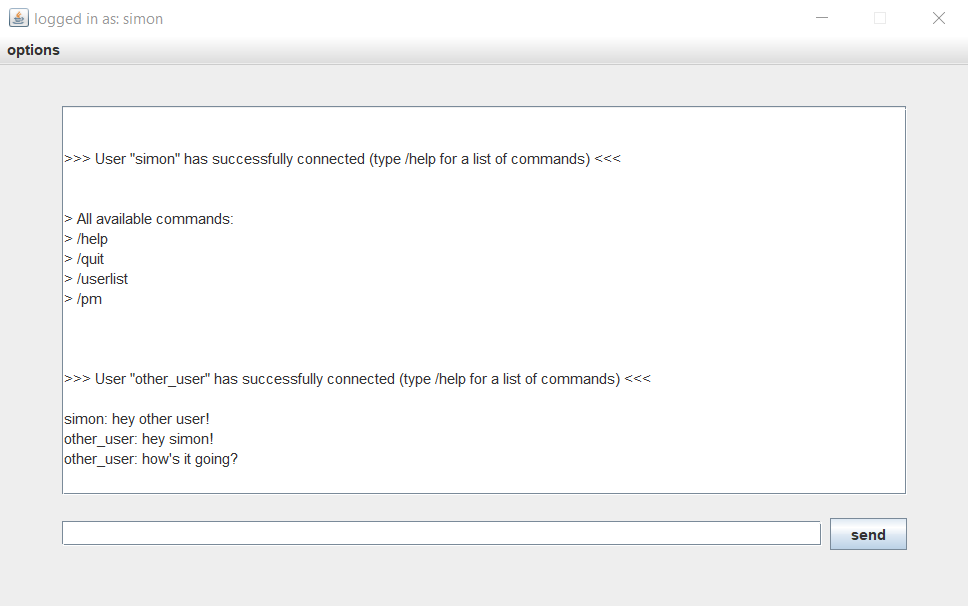 logged in as: simon
options
>>> User "simon" has successfully connected (type /help for a list of commands) <<<
> All available commands:
> /help
> /quit
> /userlist
> /pm
>>> User "other_user" has successfully connected (type /help for a list of commands) <<<
simon: hey other user!
other_user: hey simon!
other_user: how's it going?
send